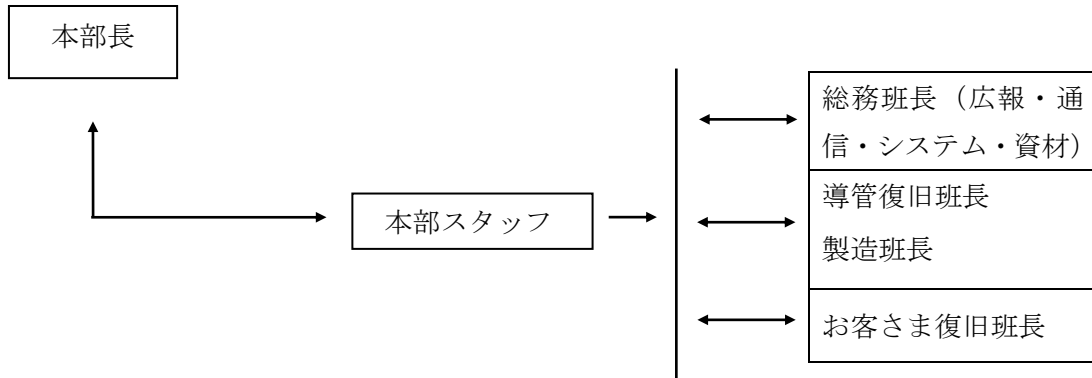 本部長
総務班長（広報・通
信・システム・資材）
導管復旧班長
本部スタッフ
製造班長
お客さま復旧班長